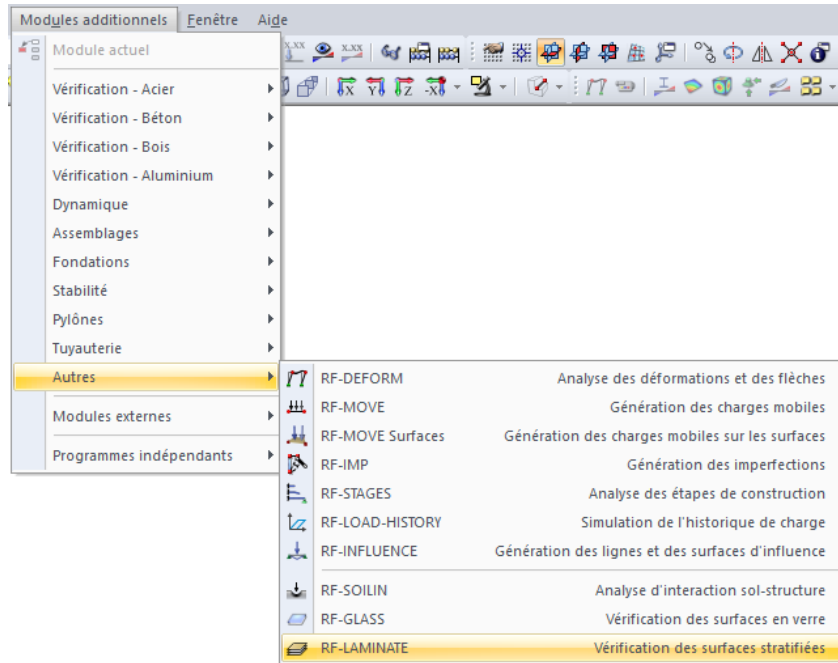 Modules additionnels Fenêtre Aide
Module actuel
x.xx x.xx
Vérification - Acier
X Y Z -X
Vérification - Béton
Vérification - Bois
Vérification - Aluminium
Dynamique
Assemblages
Fondations
Stabilité
Pylônes
Tuyauterie
Autres
Modules externes
Programmes indépendants
RF-DEFORM Analyse des déformations et des flèches
RF-MOVE Génération des charges mobiles
RF-MOVE Surfaces Génération des charges mobiles sur les surfaces
RF-IMP Génération des imperfections
RF-STAGES Analyse des étapes de construction
RF-LOAD-HISTORY Simulation de l'historique de charge
RF-INFLUENCE Génération des lignes et des surfaces d'influence
RF-SOILIN Analyse d'interaction sol-structure
RF-GLASS Vérification des surfaces en verre
RF-LAMINATE Vérification des surfaces stratifiées